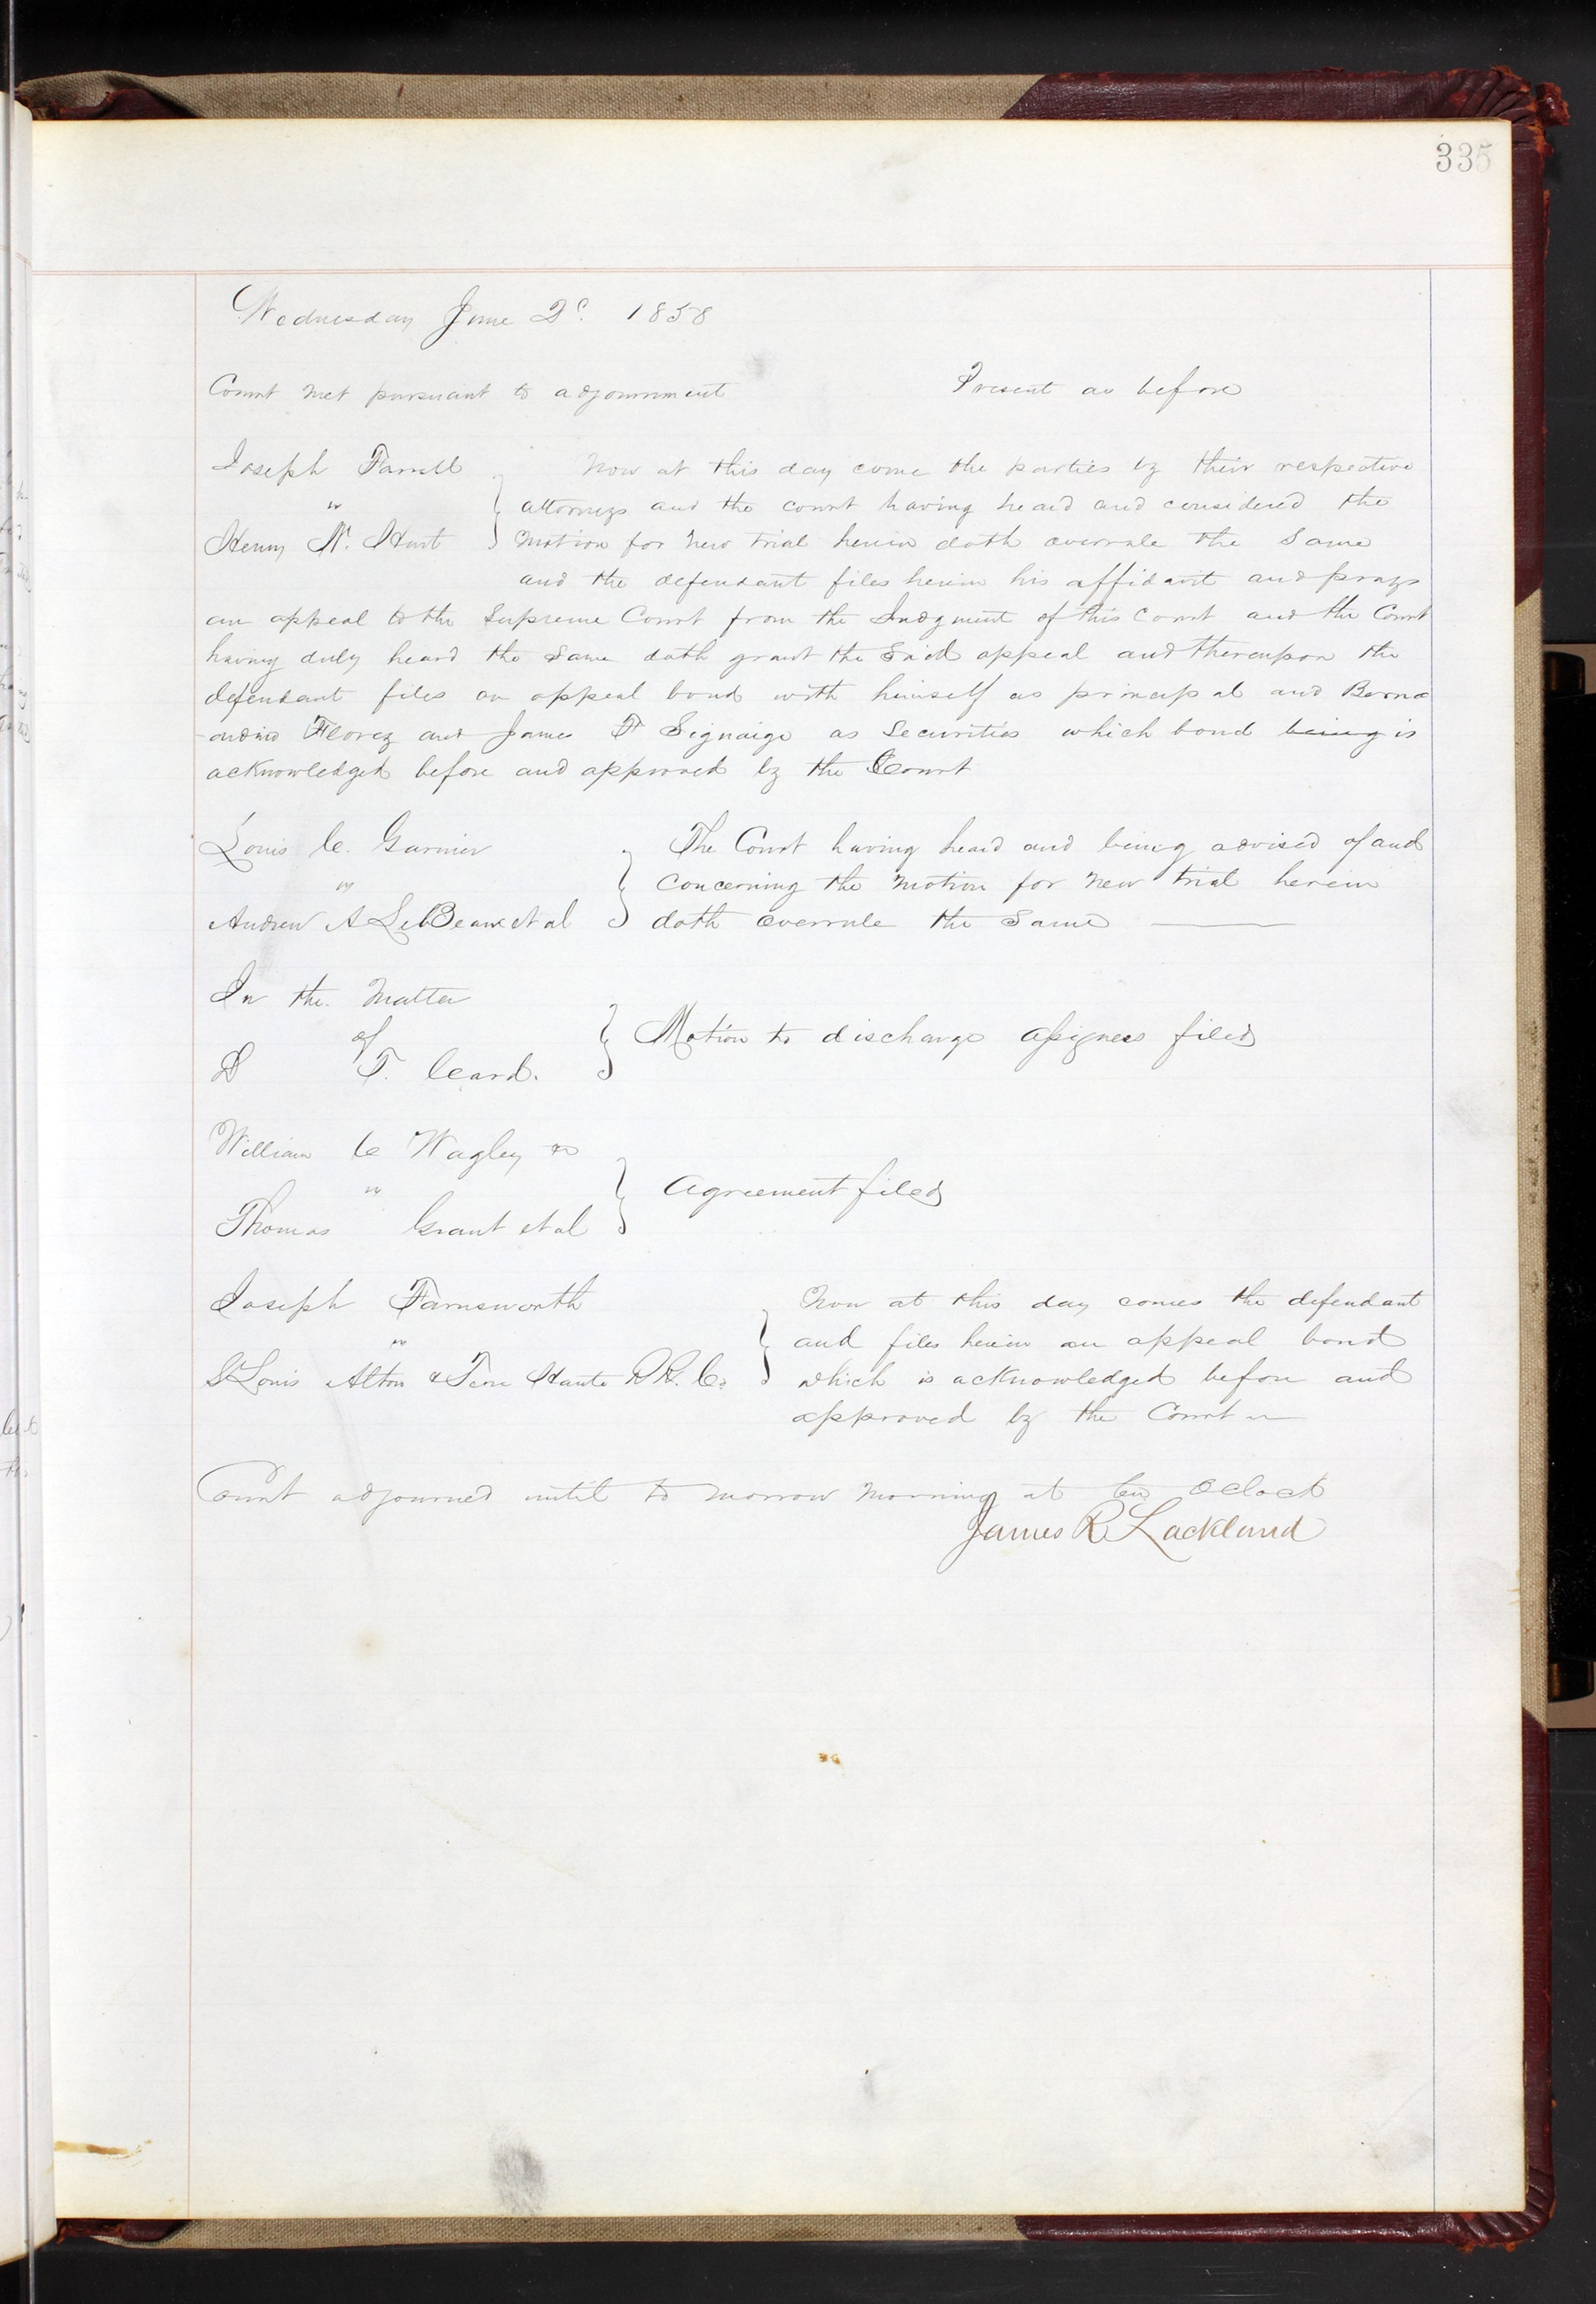 335
Wednesday June 2d. 1858
Court met pursuant to adjournment Present as before
Joseph Farrell Now at this day come the parties by their respective
vs attorneys and the court having heard and considered the
Henry N. Hart motion for new trial herein doth overrule the same
and the defendant files herein his affidavit and prays
an appeal to the Supreme Court from the Judgment of this Court and the Court
having duly heard the same doth grant the said appeal and thereupon the
defendant files an appeal bond with himself as principal and Berna
Florez and James F Signaigo as securities which bond being is
acknowledged before and approved by the Court
Louis C. Garnier The Court having heard and being advised of and
vs concerning the motion for new trial herein
Andrew A LeBeau et al doth overrule the same
In the. matter
of Motion to discharge assignees filed
D T. Card.
William C Wagley
vs Agreement filed
Thomas Grant et al
Joseph Farnsworth Now at this day comes the defendant
vs and files herein an appeal bond
St Louis Alton & Terre Haute R R. Co. which is acknowledged before and
approved by the Court
Court adjourned until to morrow morning at ten oclock
James R Lackland